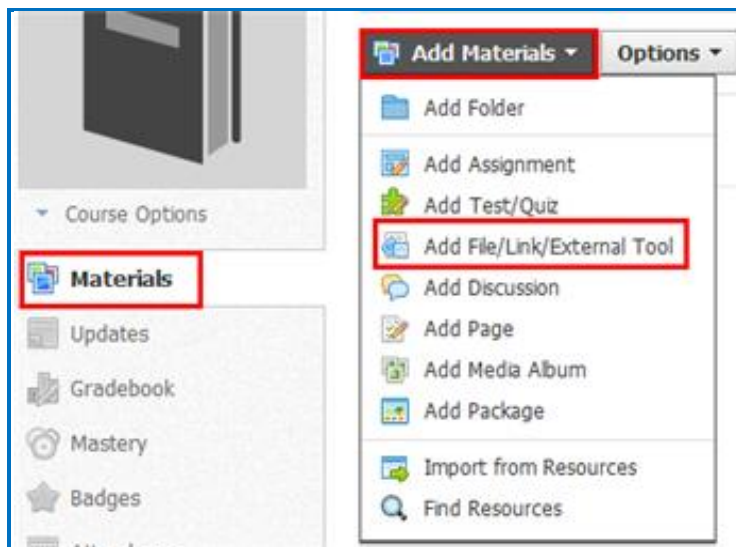 Course Options
Materials
Updates
Gradebook
Mastery
Badges
Add Materials
Options
Add Folder
Add Assignment
Add Test/Quiz
Add File/Link/External Tool
Add Discussion
Add Page
Add Media Album
Add Package
Import from Resources
Find Resources